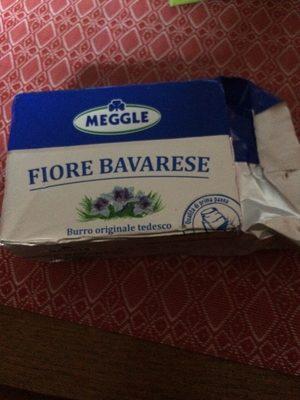 MEGGLE
FIORE BAVARESE
Burro originale tedesco
Qualità di prima panna